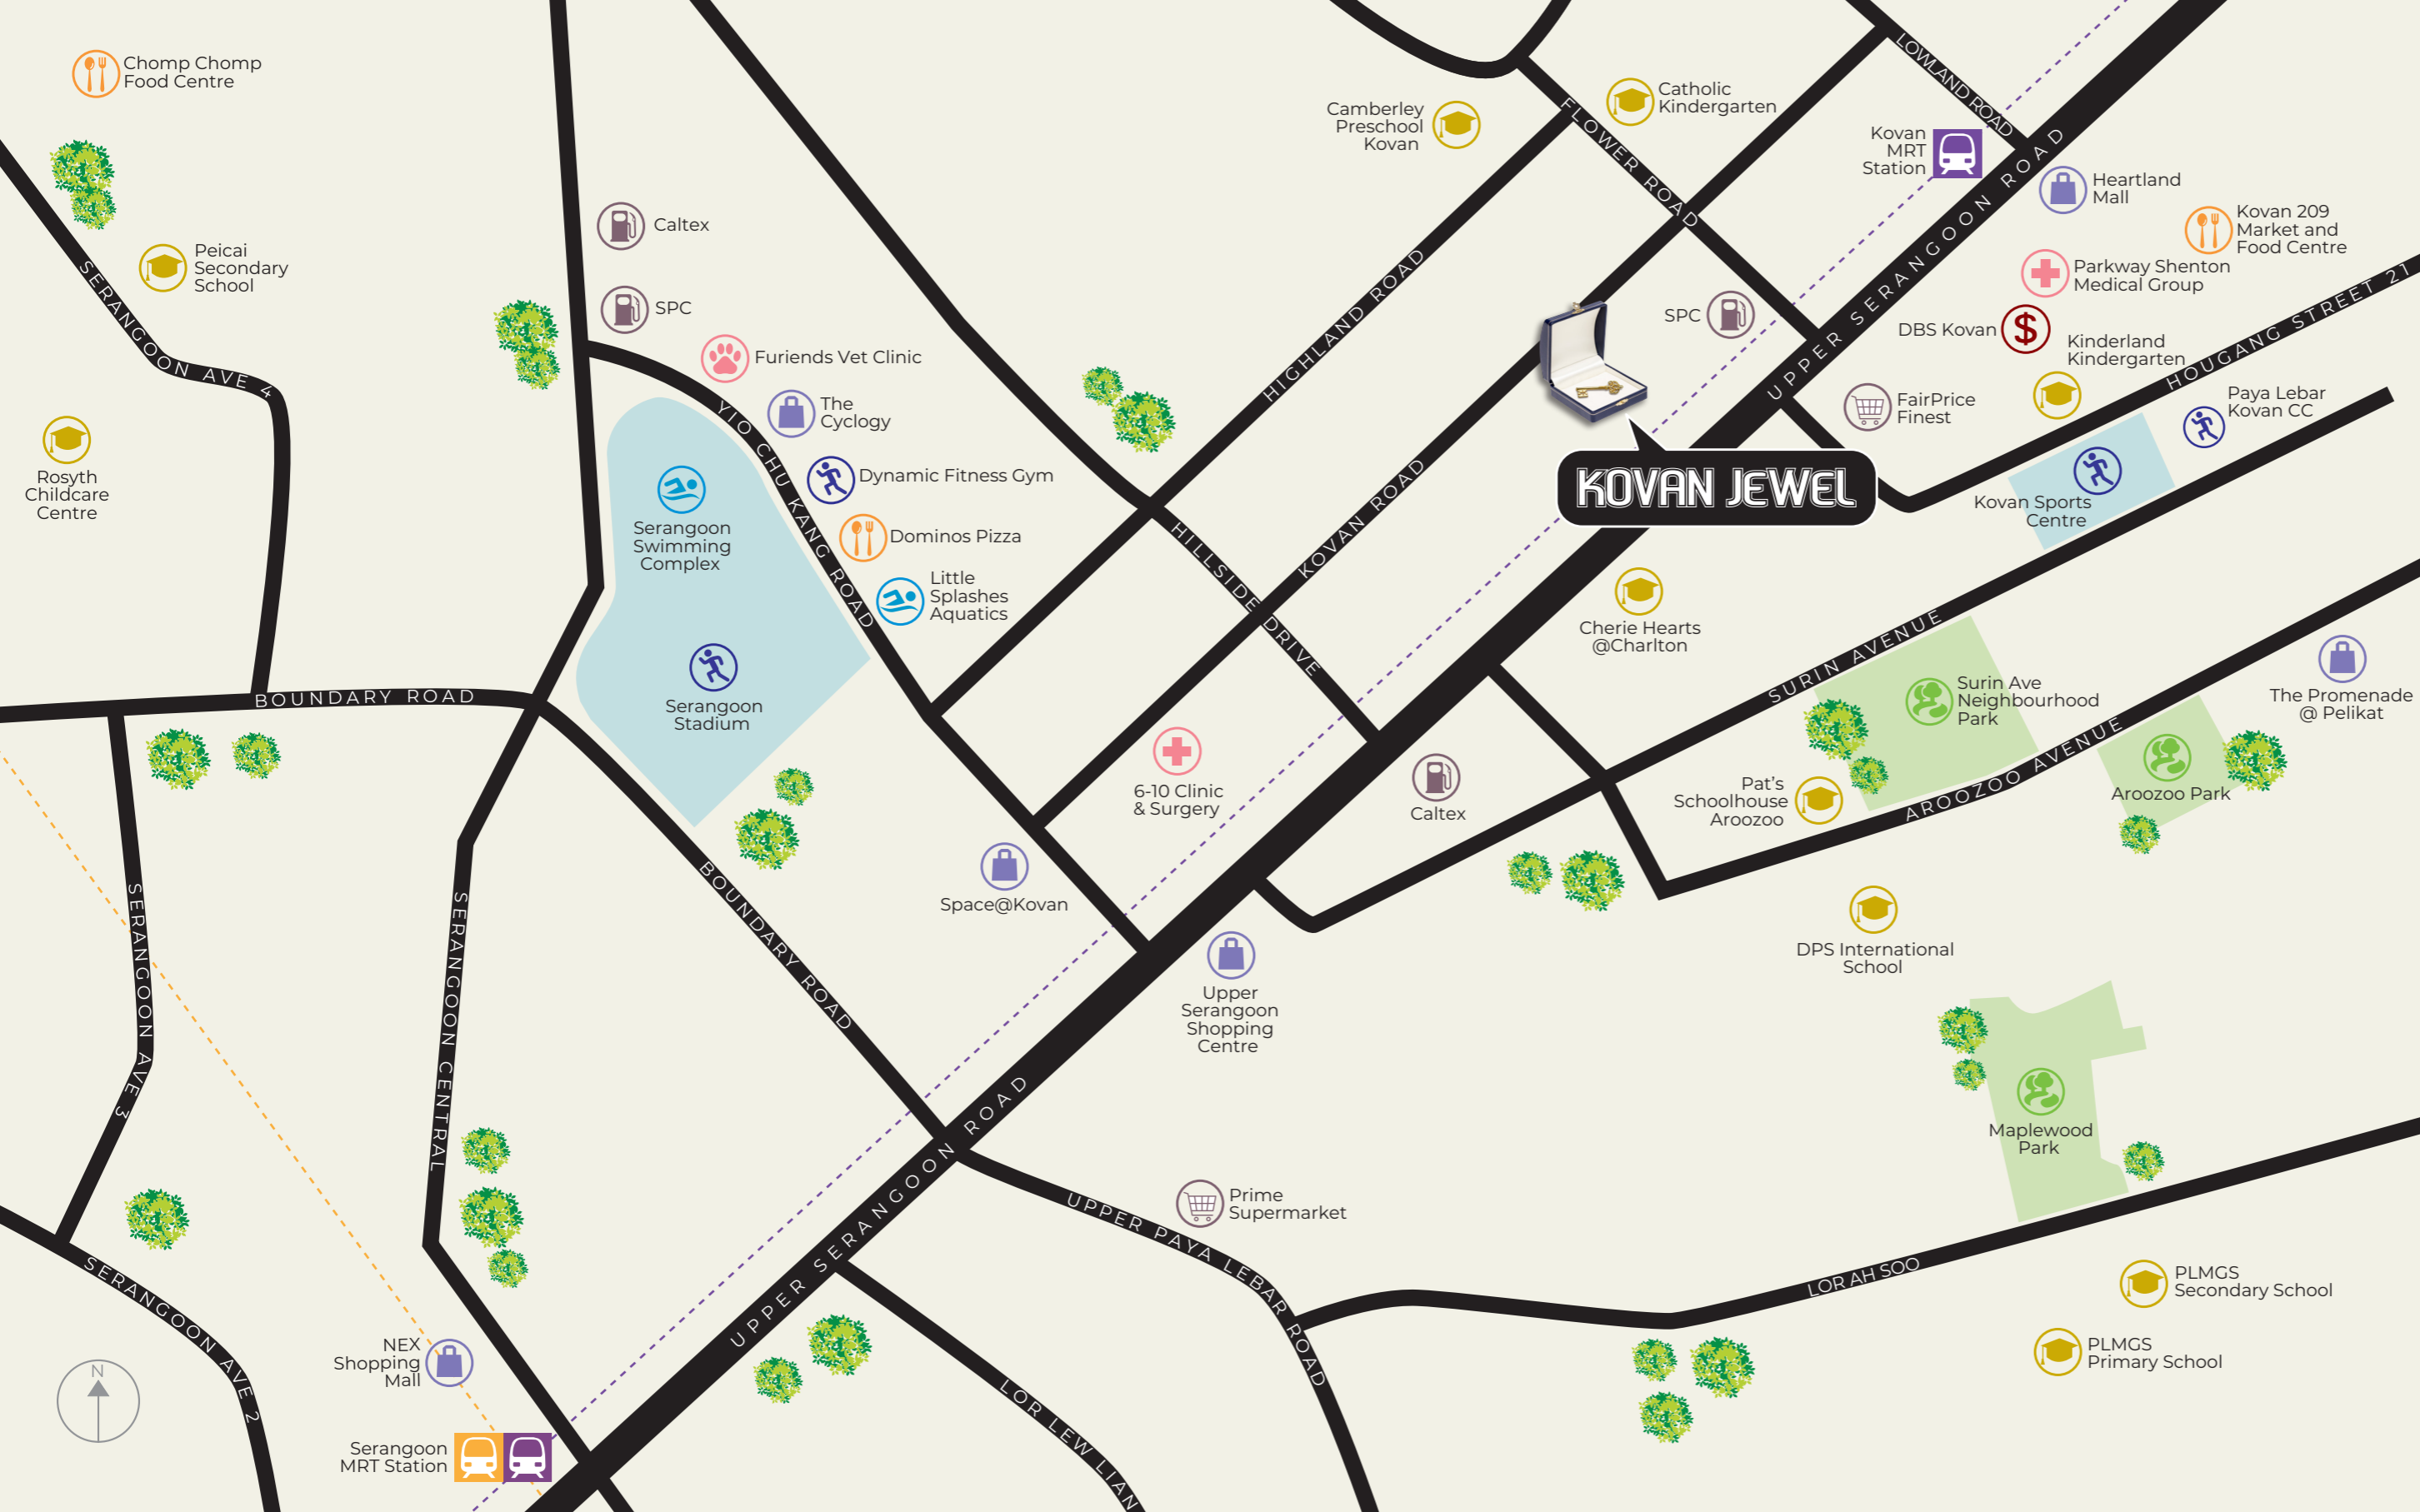 Chomp Chomp
Food Centre
Peicai
Secondary
School
SERANGOON AVE 4
Rosyth
Childcare
Centre
Caltex
SPC
Furiends Vet Clinic
The
Cyclogy
YIO CHU KANG ROAD
Dynamic Fitness Gym
Dominos Pizza
Little
Splashes
Aquatics
Serangoon
Swimming
Complex
Serangoon
Stadium
BOUNDARY ROAD
Camberley
Preschool
Kovan
Catholic
Kindergarten
FLOWER ROAD
LOWLAND ROAD
Kovan
MRT
Station
UPPER SERANGOON ROAD
Heartland
Mall
Kovan 209
Market and
Food Centre
Parkway Shenton
Medical Group
DBS Kovan
$
Kinderland
Kindergarten
HOUGANG STREET 21
SPC
FairPrice
Finest
Paya Lebar
Kovan CC
Kovan Sports
Centre
HIGHLAND ROAD
KOVAN ROAD
HILLSIDE DRIVE
KOVAN JEWEL
Cherie Hearts
@Charlton
SURIN AVENUE
Surin Ave
Neighbourhood
Park
The Promenade
@ Pelikat
AROOZOO AVENUE
Aroozoo Park
Pat's
Schoolhouse
Aroozoo
6-10 Clinic
& Surgery
Caltex
Space@Kovan
BOUNDARY ROAD
SERANGOON AVE 3
SERANGOON CENTRAL
Upper
Serangoon
Shopping
Centre
DPS International
School
Maplewood
Park
UPPER SERANGOON ROAD
UPPER PAYA LEBAR ROAD
Prime
Supermarket
LOR AH SOO
PLMGS
Secondary School
PLMGS
Primary School
SERANGOON AVE 2
NEX
Shopping
Mall
N
Serangoon
MRT Station
LOR LEW LIAN